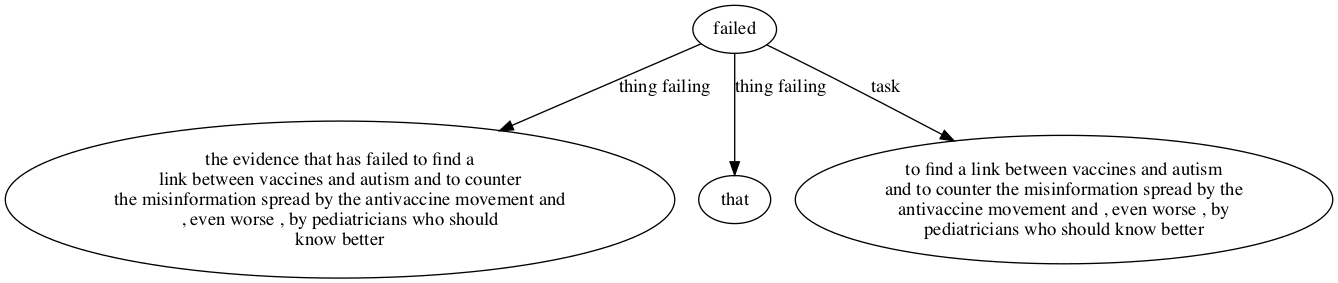 failed
thing failing
thing failing
task
the evidence that has failed to find a
link between vaccines and autism and to counter
the misinformation spread by the antivaccine movement and
, even worse , by pediatricians who should
know better
that
to find a link between vaccines and autism
and to counter the misinformation spread by the
antivaccine movement and , even worse , by
pediatricians who should know better